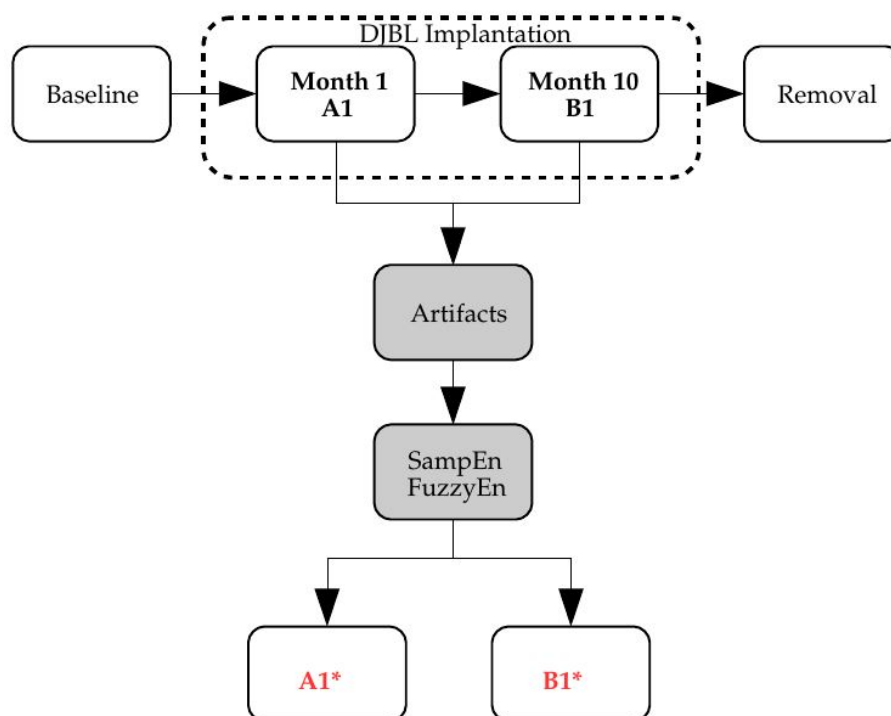 DJBL Implantation
Baseline
Month 1
A1
Month 10
B1
Removal
Artifacts
SampEn
FuzzyEn
A1*
B1*